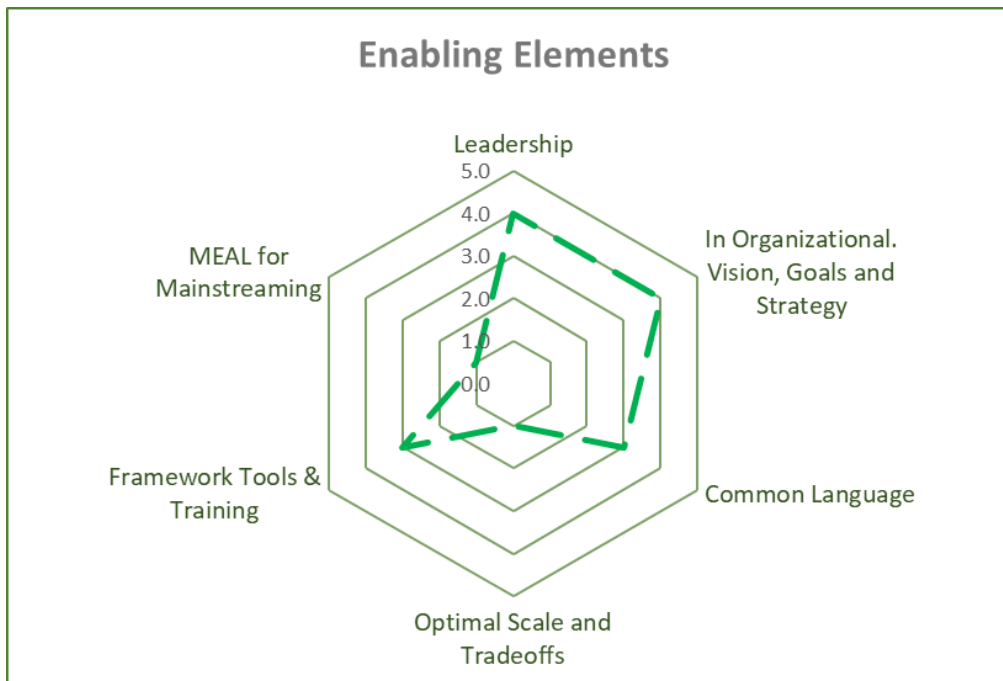 Enabling Elements
Leadership
5.0
4.0
3.0
2.0
1.0
0.0
In Organizational.
Vision, Goals and
Strategy
Common Language
Optimal Scale and
Tradeoffs
Framework Tools &
Training
MEAL for
Mainstreaming